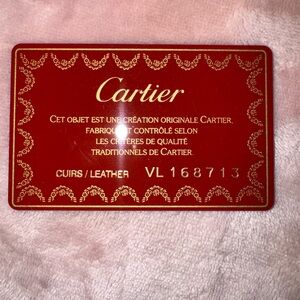 Cartier
CET OBJET EST UNE CRÉATION ORIGINALE CARTIER,
FABRIQUÉ ET CONTRÔLÉ SELON
LES CRITÈRES DE QUALITÉ
TRADITIONNELS DE CARTIER.
CUIRS / LEATHER VL 168713